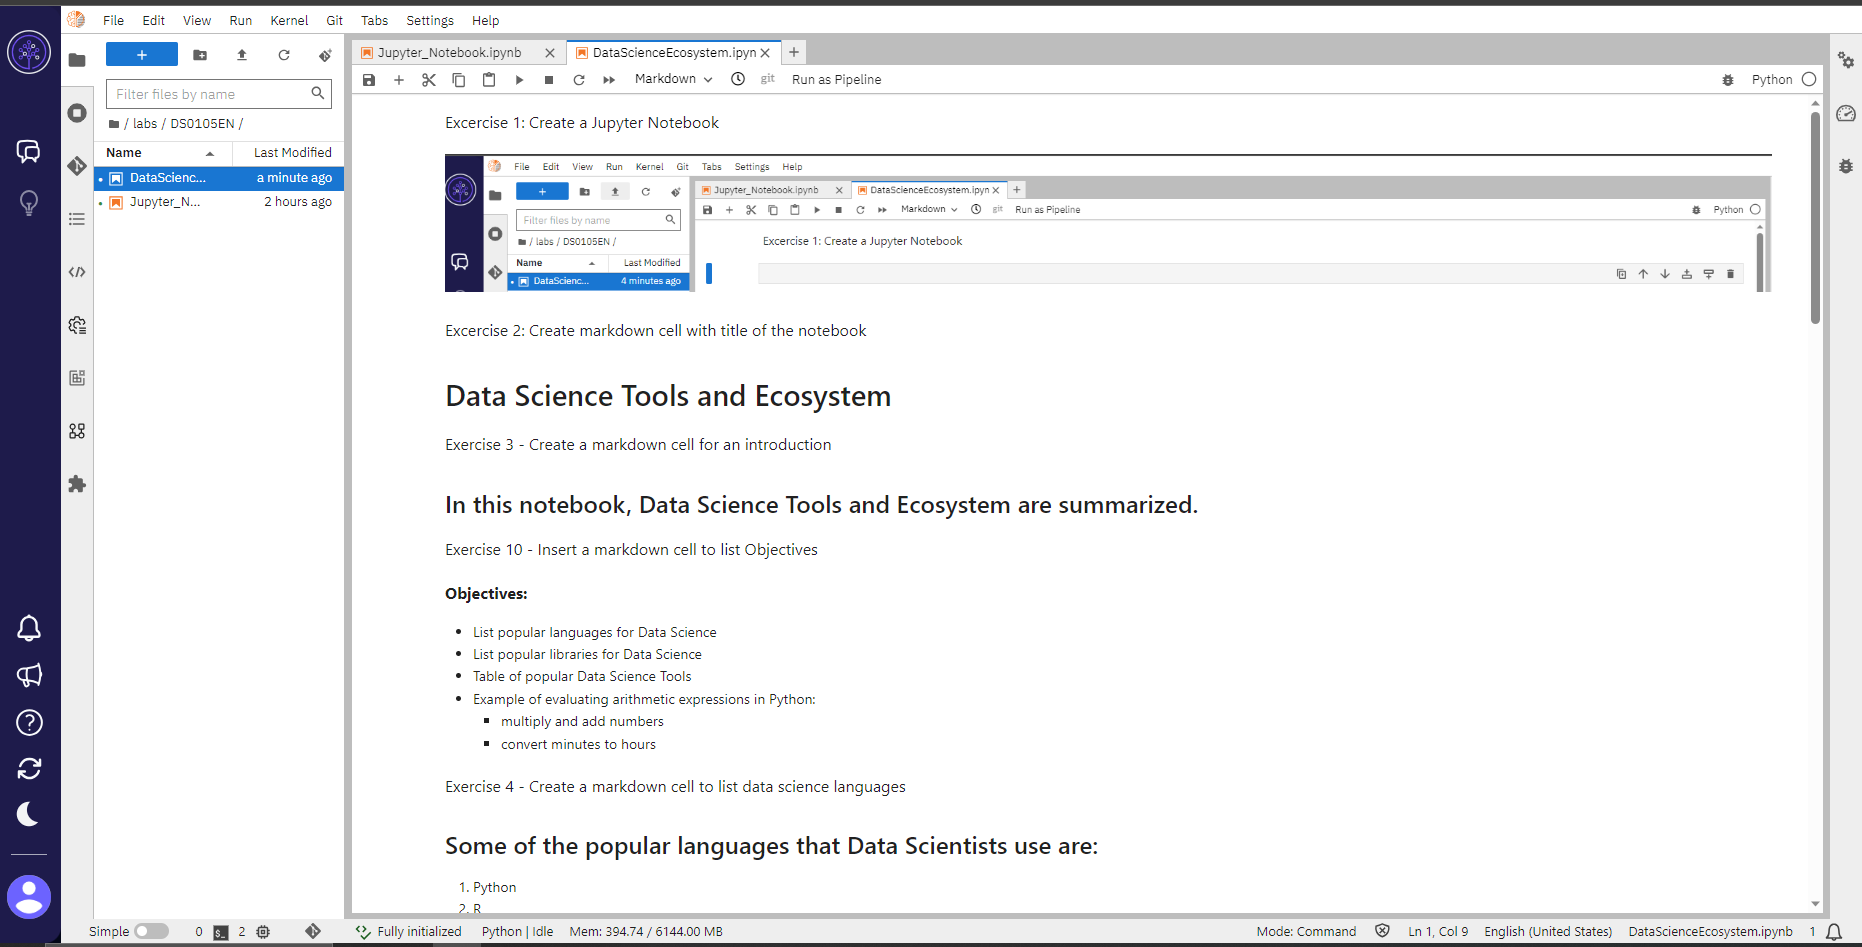 File Edit View Run Kernel Git Tabs Settings Help
Filter files by name
/ labs / DS0105EN /
Name Last Modified
DataScienc... a minute ago
Jupyter_N... 2 hours ago
Jupyter_Notebook.ipynb DataScienceEcosystem.ipyn
Markdown git Run as Pipeline Python
Excercise 1: Create a Jupyter Notebook
File Edit View Run Kernel Git Tabs Settings Help
Jupyter_Notebook.ipynb DataScienceEcosystem.ipyn
Filter files by name
Markdown git Run as Pipeline Python
/ labs / DS0105EN /
Excercise 1: Create a Jupyter Notebook
Name Last Modified
DataScienc... 4 minutes ago
Excercise 2: Create markdown cell with title of the notebook
Data Science Tools and Ecosystem
Exercise 3 - Create a markdown cell for an introduction
In this notebook, Data Science Tools and Ecosystem are summarized.
Exercise 10 - Insert a markdown cell to list Objectives
Objectives:
• List popular languages for Data Science
• List popular libraries for Data Science
• Table of popular Data Science Tools
• Example of evaluating arithmetic expressions in Python:
▪ multiply and add numbers
▪ convert minutes to hours
Exercise 4 - Create a markdown cell to list data science languages
Some of the popular languages that Data Scientists use are:
1. Python
2. R
Simple 0 $_ 2 Fully initialized Python | Idle Mem: 394.74 / 6144.00 MB Mode: Command Ln 1, Col 9 English (United States) DataScienceEcosystem.ipynb 1